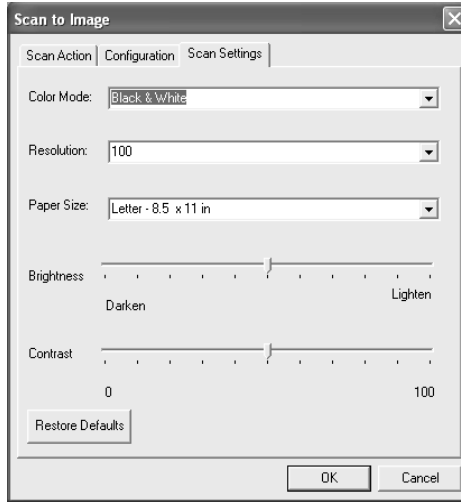 Scan to Image
Scan Action Configuration Scan Settings
Color Mode: Black & White
Resolution: 100
Paper Size: Letter - 8.5 x 11 in
Brightness
Darken Lighten
Contrast
0 100
Restore Defaults
OK Cancel